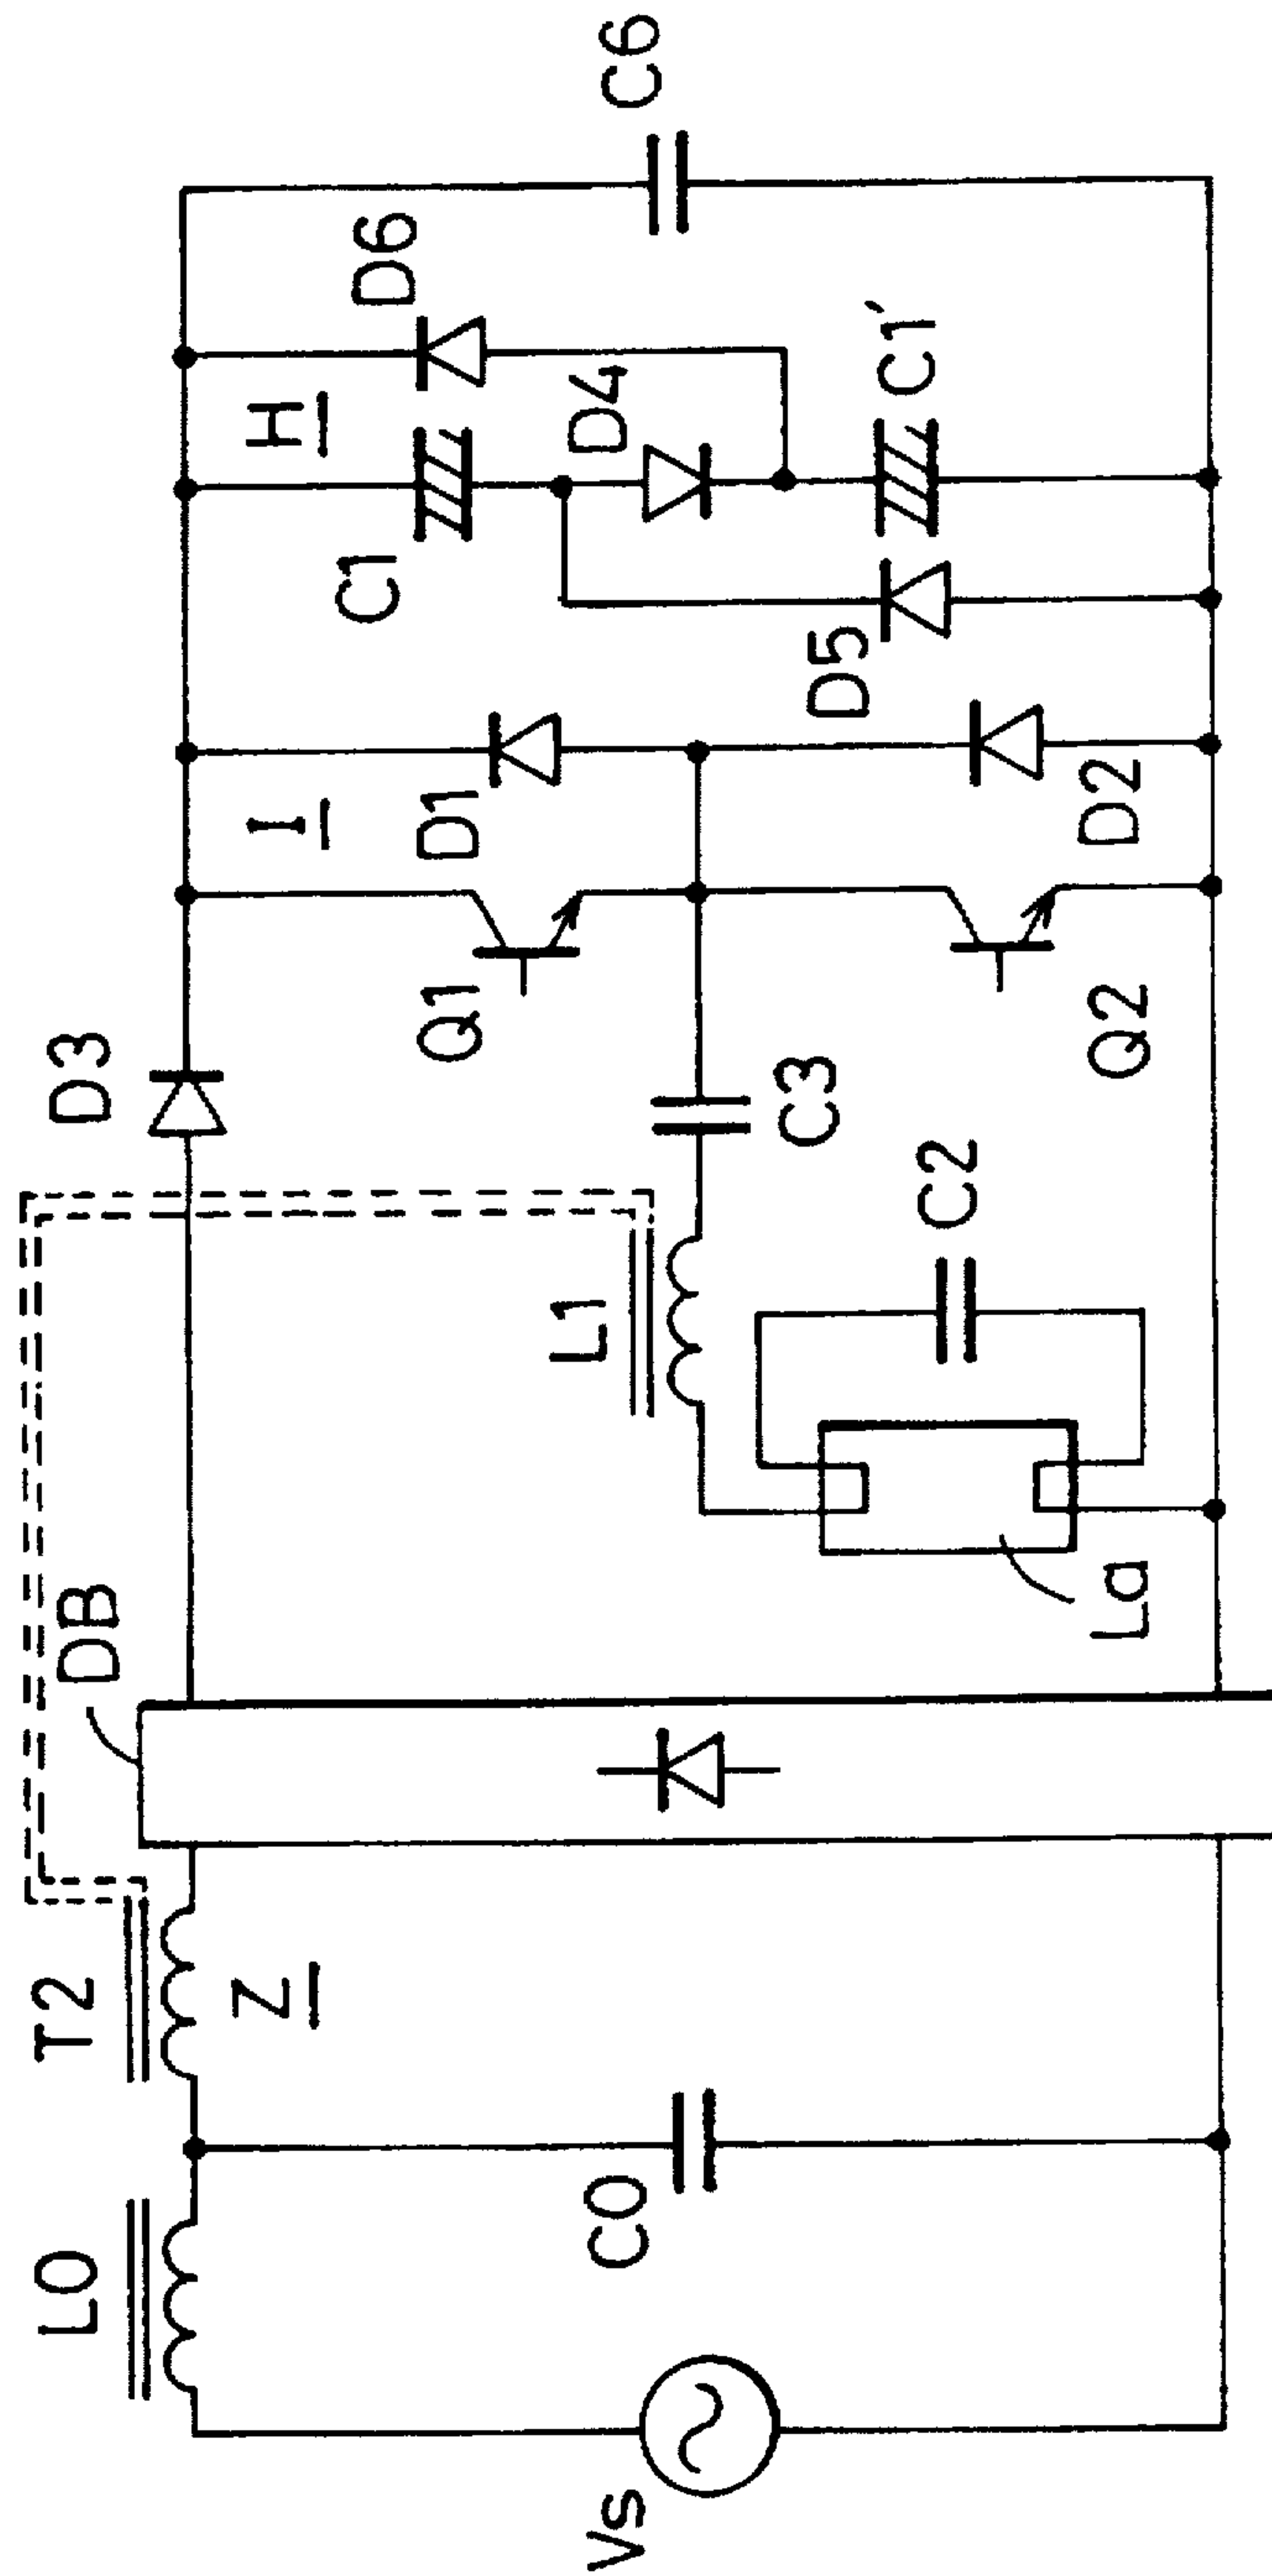 Vs
L0
C0
T2
Z
DB
La
L1
C2
C3
D3
Q1
Q2
I
D1
D2
D5
C1
H
D4
D6
C1′
C6